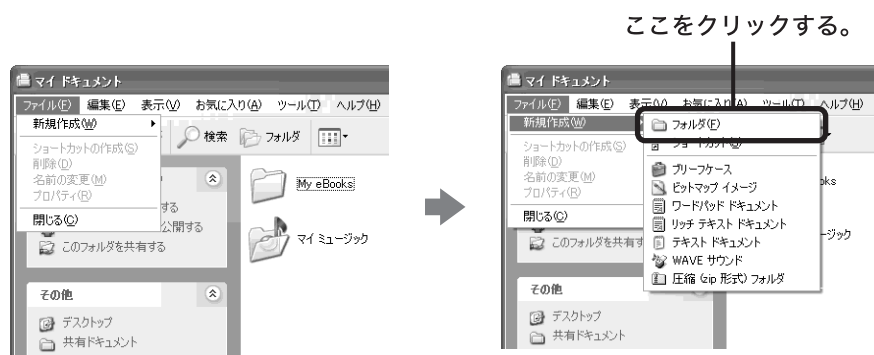 ここをクリックする。
マイ ドキュメント
ファイル(F) 編集(E) 表示(V) お気に入り(A) ツール(T) ヘルプ(H)
新規作成(W)
ショートカットの作成(S)
削除(D)
名前の変更(M)
プロパティ(R)
閉じる(C)
検索 フォルダ
する
公開する
このフォルダを共有する
その他
デスクトップ
共有ドキュメント
My eBooks
マイ ミュージック
マイ ドキュメント
ファイル(F) 編集(E) 表示(V) お気に入り(A) ツール(T) ヘルプ(H)
新規作成(W)
ショートカットの作成(S)
削除(D)
名前の変更(M)
プロパティ(R)
閉じる(C)
このフォルダを共有す
その他
デスクトップ
共有ドキュメント
フォルダ(F)
ショートカット(S)
ブリーフケース
ビットマップ イメージ
ワードパッド ドキュメント
リッチ テキスト ドキュメント
テキスト ドキュメント
WAVE サウンド
圧縮 (zip 形式) フォルダ
oks
ージック